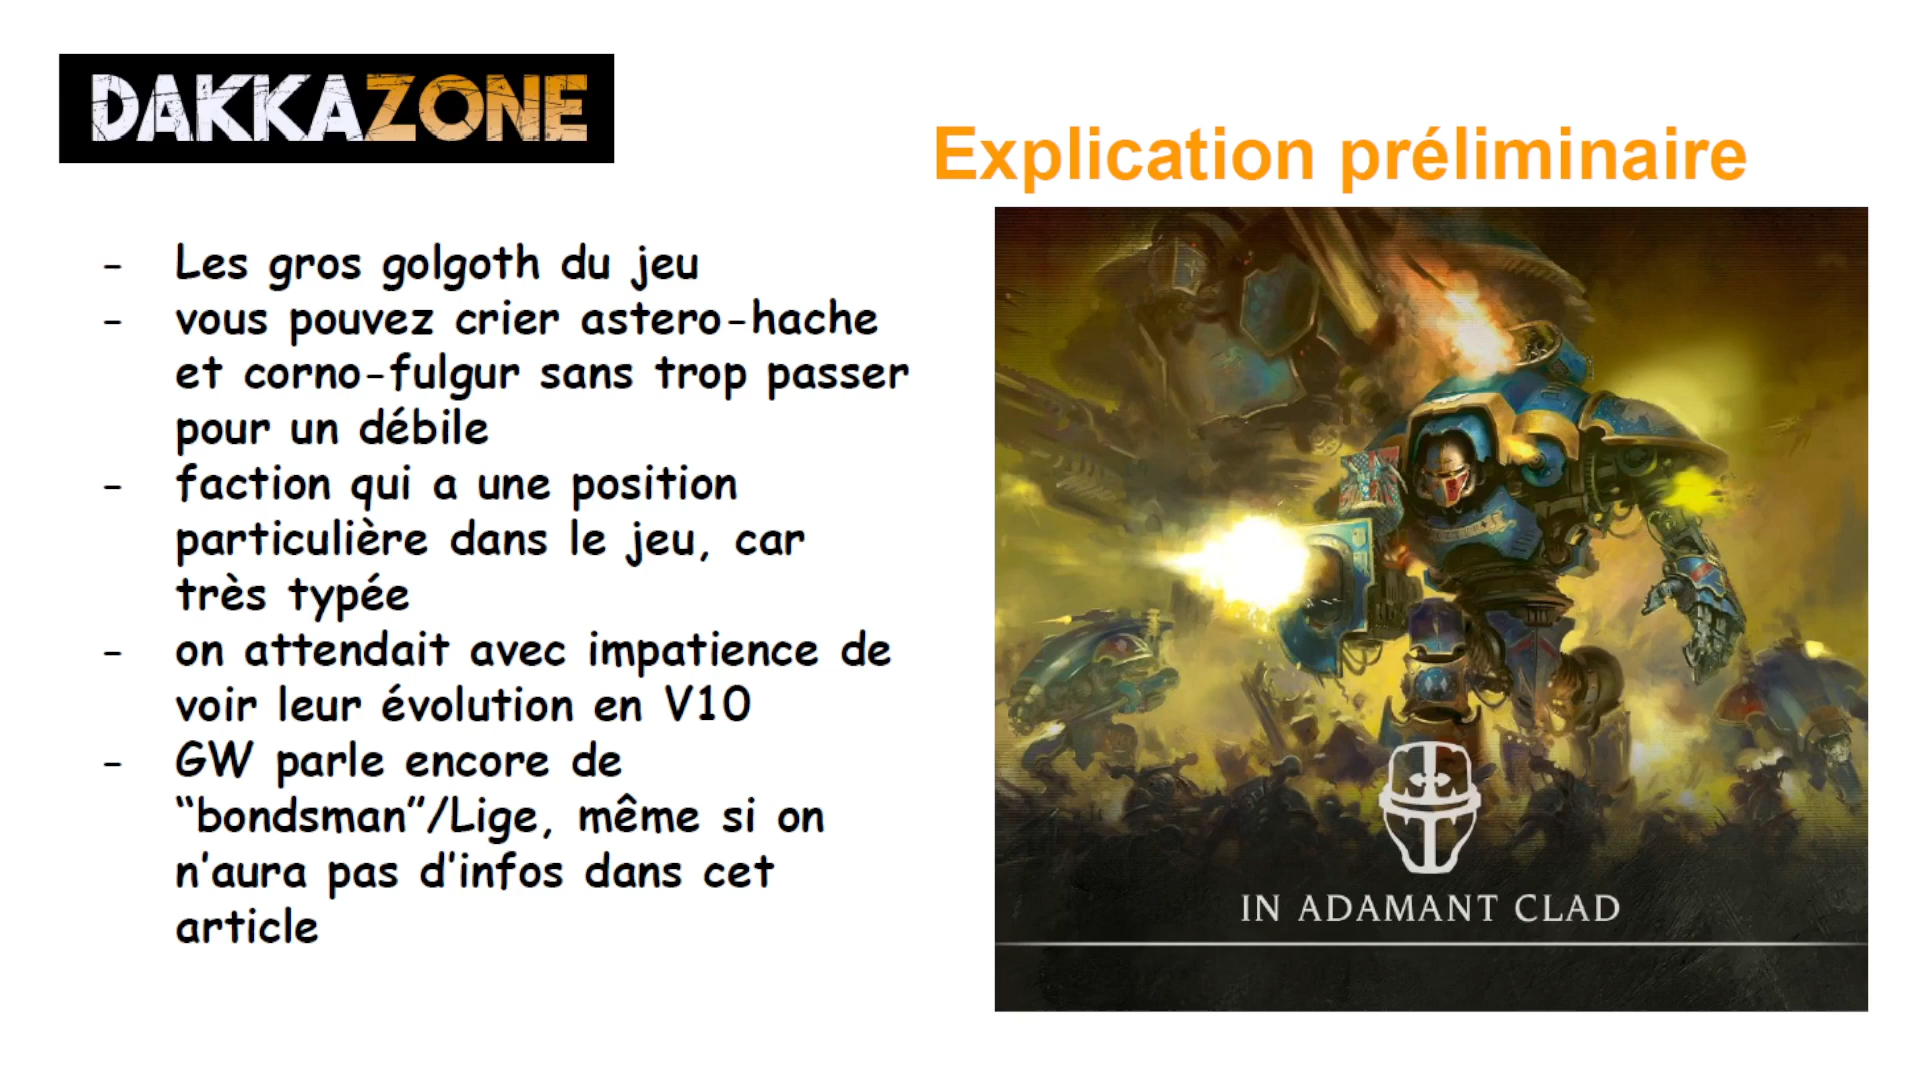 DAKKAZONE
Explication préliminaire
- Les gros golgoth du jeu
- vous pouvez crier astero-hache
et corno-fulgur sans trop passer
pour un débile
- faction qui a une position
particulière dans le jeu, car
très typée
- on attendait avec impatience de
voir leur évolution en V10
- GW parle encore de
“bondsman”/Lige, même si on
n’aura pas d’infos dans cet
article
IN ADAMANT CLAD